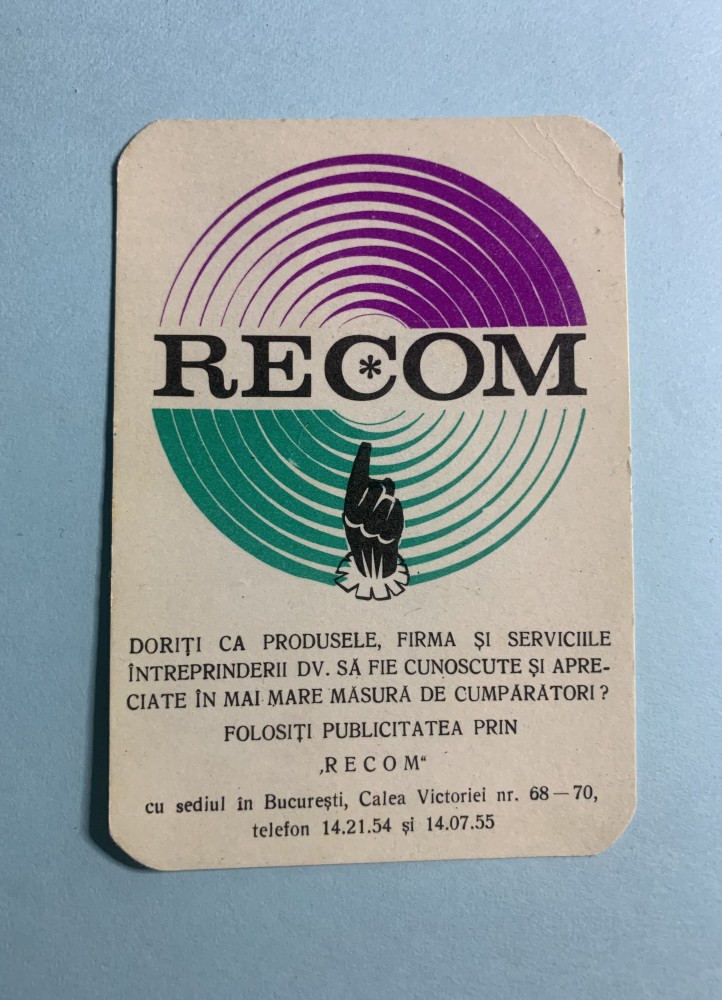 REC*OM
DORIȚI CA PRODUSELE, FIRMA ȘI SERVICIILE
ÎNTREPRINDERII DV. SĂ FIE CUNOSCUTE ȘI APRE-
CIATE ÎN MAI MARE MĂSURĂ DE CUMPĂRĂTORI?
FOLOSIȚI PUBLICITATEA PRIN
„RECOM“
cu sediul în București, Calea Victoriei nr. 68—70,
telefon 14.21.54 și 14.07.55